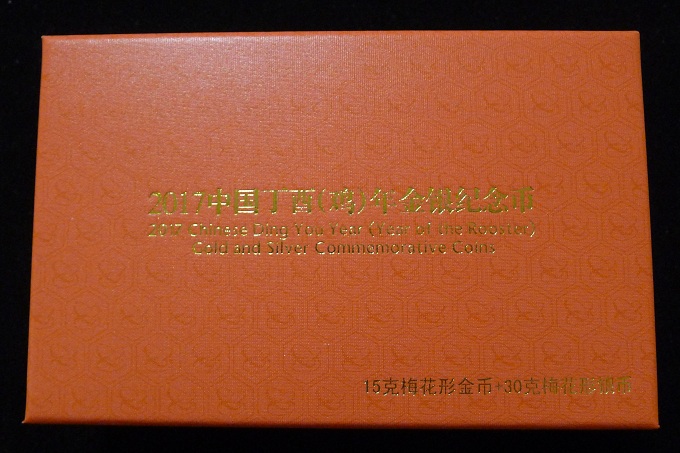 2017中国丁酉(鸡)年金银纪念币
2017 Chinese Ding You Year (Year of the Rooster)
Gold and Silver Commemorative Coins
15克梅花形金币+30克梅花形银币